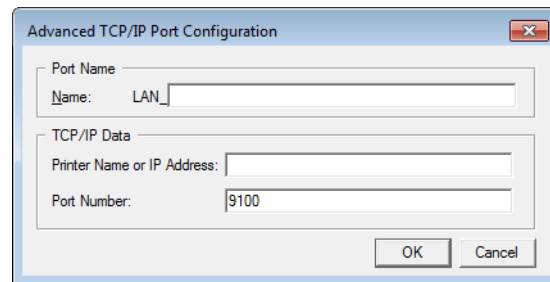 Advanced TCP/IP Port Configuration
Port Name
Name: LAN_
TCP/IP Data
Printer Name or IP Address:
Port Number: 9100
OK Cancel